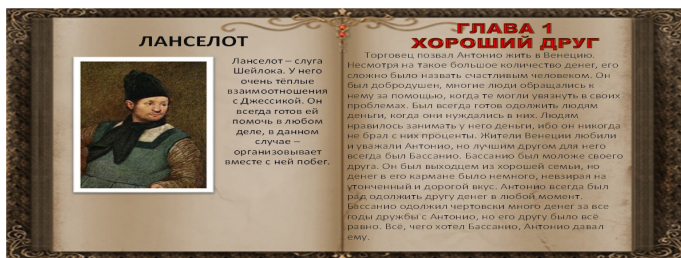 ЛАНСЕЛОТ
Ланселот – слуга
Шейлока. У него
очень тёплые
взаимоотношения
с Джессикой. Он
всегда готов ей
помочь в любом
деле, в данном
случае –
организовывает
вместе с ней побег.
ГЛАВА 1
ХОРОШИЙ ДРУГ
Торговец позвал Антонио жить в Венецию.
Несмотря на такое большое количество денег, его
сложно было назвать счастливым человеком. Он
был добродушен, многие люди обращались к
нему за помощью, когда те могли увязнуть в своих
проблемах. Был всегда готов одолжить людям
деньги, когда они нуждались в них. Людям
нравилось занимать у него деньги, ибо он никогда
не брал с них проценты. Жители Венеции любили
и уважали Антонио, но лучшим другом для него
всегда был Бассанио. Бассанио был моложе своего
друга. Он был выходцем из хорошей семьи, но
денег в его кармане было немного, невзирая на
утонченный и дорогой вкус. Антонио всегда был
рад одолжить другу денег в любой момент.
Бассанио одолжил чертовски много денег за все
годы дружбы с Антонио, но его другу было всё
равно. Всё, чего хотел Бассанио, Антонио давал
ему.